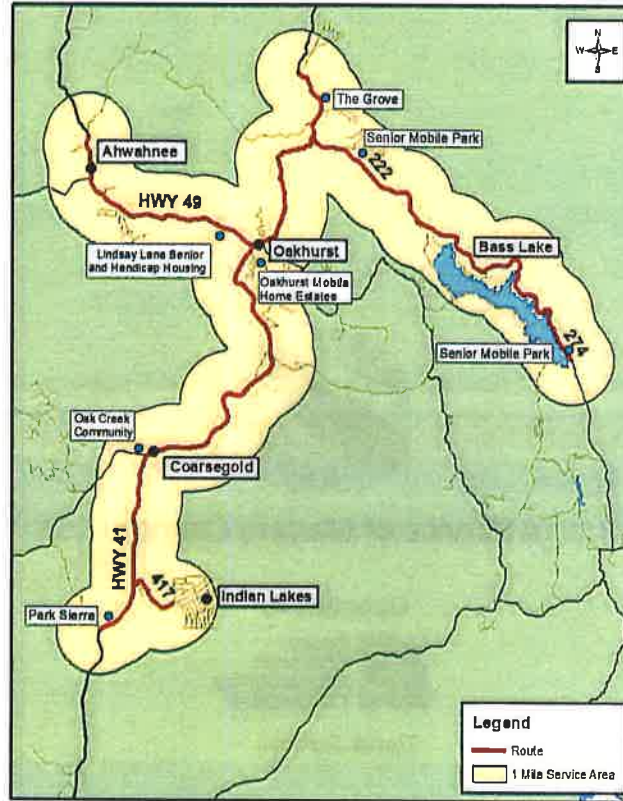 N
W E
S
The Grove
Senior Mobile Park
Ahwahnee
222
HWY 49
Lindsay Lane Senior
and Handicap Housing
Oakhurst
Bass Lake
Oakhurst Mobile
Home Estates
274
Senior Mobile Park
Oak Creek
Community
Coarsegold
HWY 41
417
Indian Lakes
Park Sierra
Legend
Route
1 Mile Service Area